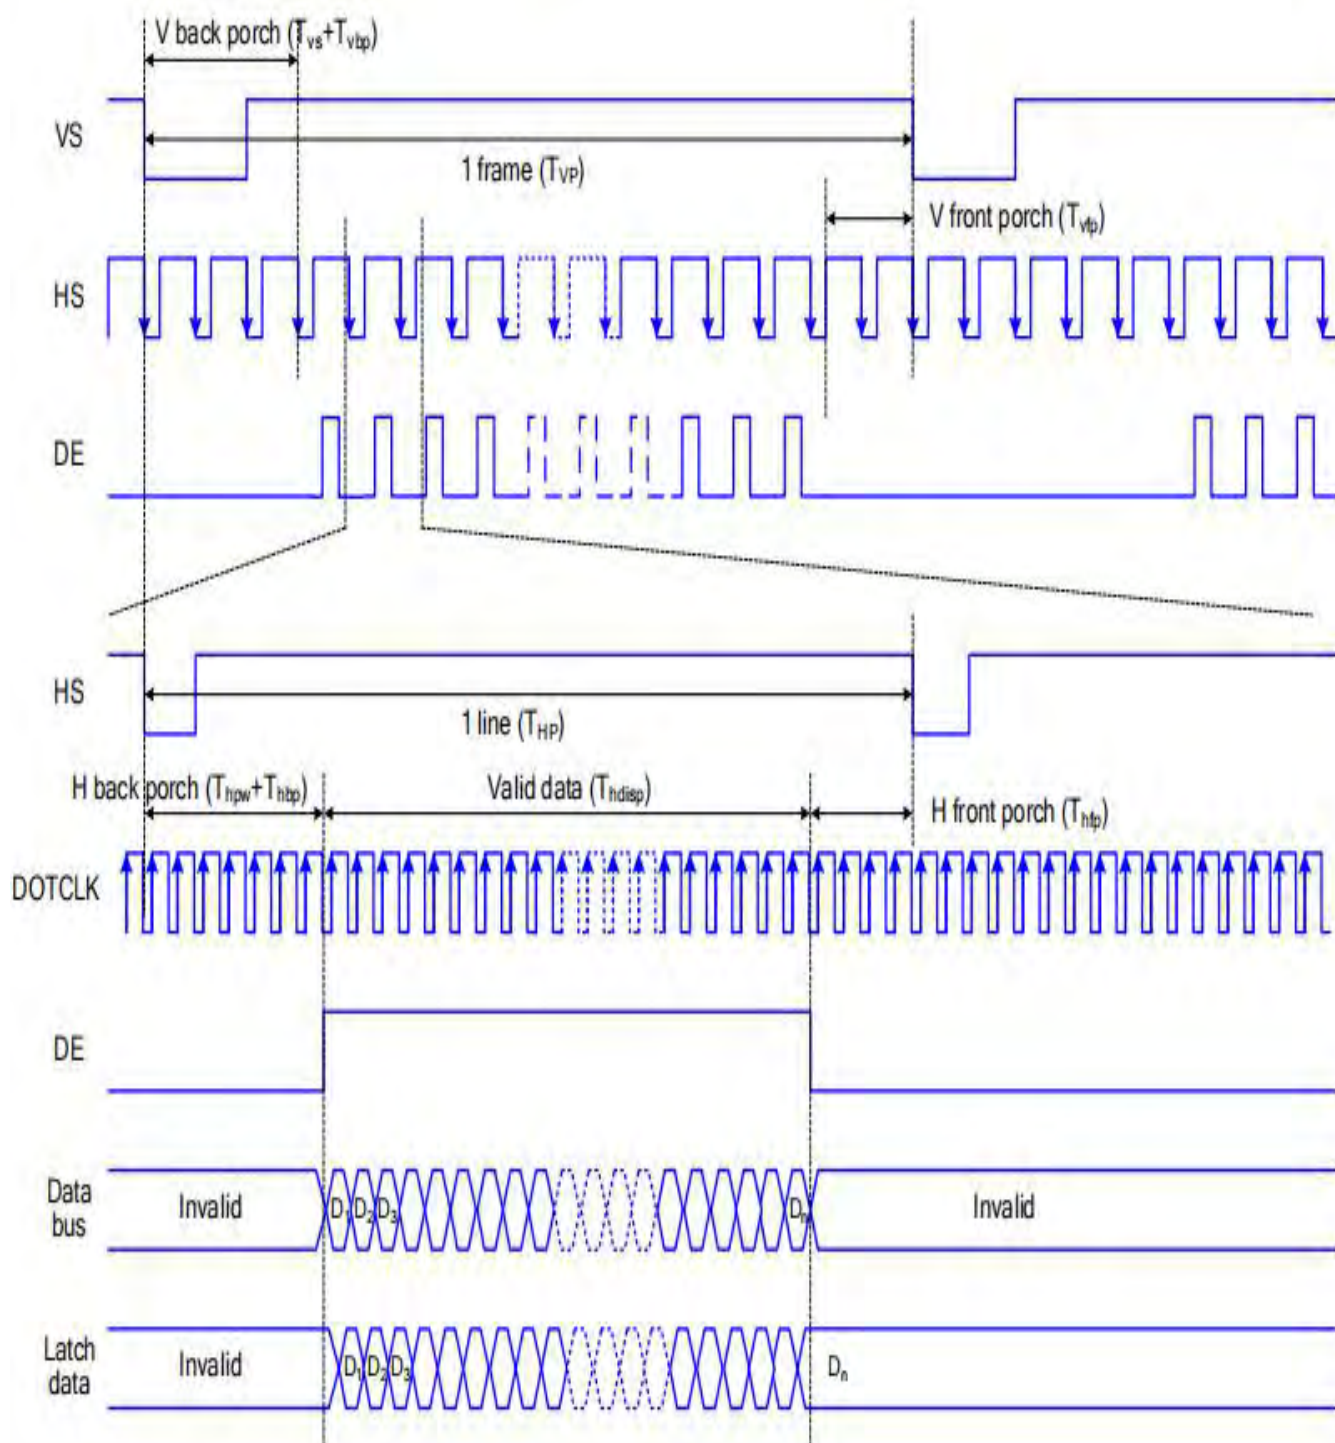 V back porch (Tvs+Tvbp)
VS
1 frame (TVP)
V front porch (Tvfp)
HS
DE
HS
1 line (THP)
H back porch (Thpw+Thbp)
Valid data (Thdisp)
H front porch (Thfp)
DOTCLK
DE
Data
bus
Invalid
D1 D2 D3
Dn
Invalid
Latch
data
Invalid
D1 D2 D3
Dn